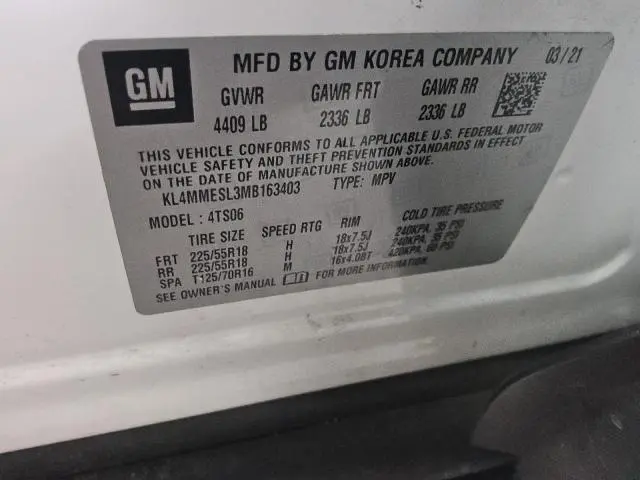 GM
MFD BY GM KOREA COMPANY 03/21
GVWR GAWR FRT GAWR RR
4409 LB 2336 LB 2336 LB
THIS VEHICLE CONFORMS TO ALL APPLICABLE U.S. FEDERAL MOTOR
VEHICLE SAFETY AND THEFT PREVENTION STANDARDS IN EFFECT
ON THE DATE OF MANUFACTURE SHOWN ABOVE.
KL4MMESL3MB163403 TYPE: MPV
MODEL : 4TS06
TIRE SIZE SPEED RTG RIM COLD TIRE PRESSURE
FRT 225/55R18 H 18x7.5J 240KPA, 35 PSI
RR 225/55R18 H 18x7.5J 240KPA, 35 PSI
SPA T125/70R16 M 16x4.0BT 420KPA, 60 PSI
SEE OWNER'S MANUAL FOR MORE INFORMATION.